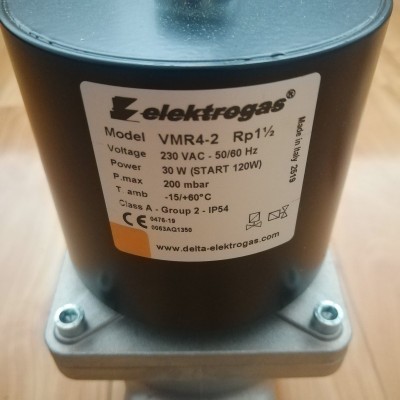 elektrogas®
Model VMR4-2 Rp1½
Voltage 230 VAC - 50/60 Hz
Power 30 W (START 120W)
P.max 200 mbar
T. amb -15/+60°C
Class A - Group 2 - IP54
CE 0476-19
0063AQ1350
www.delta-elektrogas.com
Made in Italy 2519